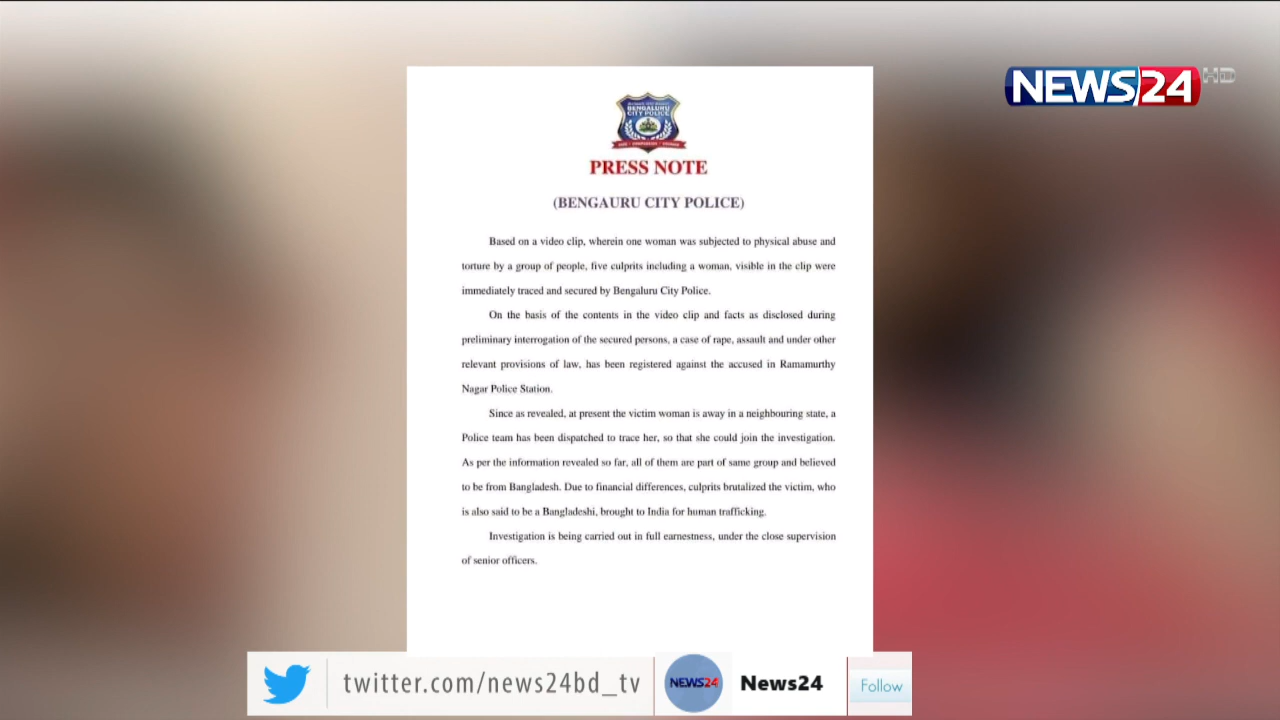 NEWS24 HD
BENGALURU
CITY POLICE
PRESS NOTE
(BENGAURU CITY POLICE)
Based on a video clip, wherein one woman was subjected to physical abuse and
torture by a group of people, five culprits including a woman, visible in the clip were
immediately traced and secured by Bengaluru City Police.
On the basis of the contents in the video clip and facts as disclosed during
preliminary interrogation of the secured persons, a case of rape, assault and under other
relevant provisions of law, has been registered against the accused in Ramamurthy
Nagar Police Station.
Since as revealed, at present the victim woman is away in a neighbouring state, a
Police team has been dispatched to trace her, so that she could join the investigation.
As per the information revealed so far, all of them are part of same group and believed
to be from Bangladesh. Due to financial differences, culprits brutalized the victim, who
is also said to be a Bangladeshi, brought to India for human trafficking.
Investigation is being carried out in full earnestness, under the close supervision
of senior officers.
twitter.com/news24bd_tv
NEWS24
News24
Follow